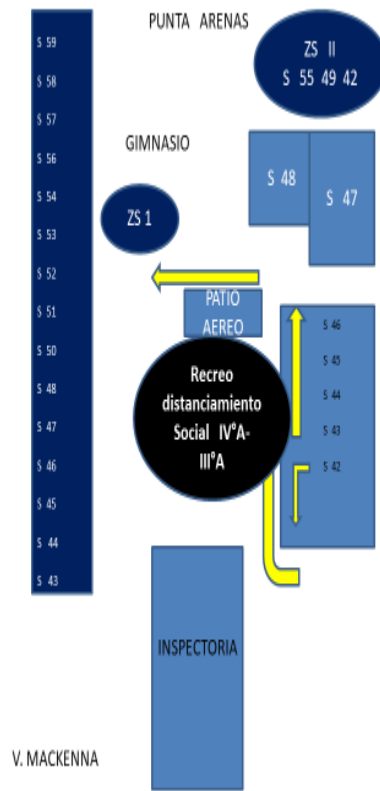 PUNTA ARENAS
ZS II
S 55 49 42
S 59
S 58
S 57
S 56
S 54
S 53
S 52
S 51
S 50
S 48
S 47
S 46
S 45
S 44
S 43
GIMNASIO
ZS 1
S 48
S 47
PATIO
AEREO
Recreo
distanciamiento
Social IV°A-
III°A
S 46
S 45
S 44
S 43
S 42
INSPECTORIA
V. MACKENNA